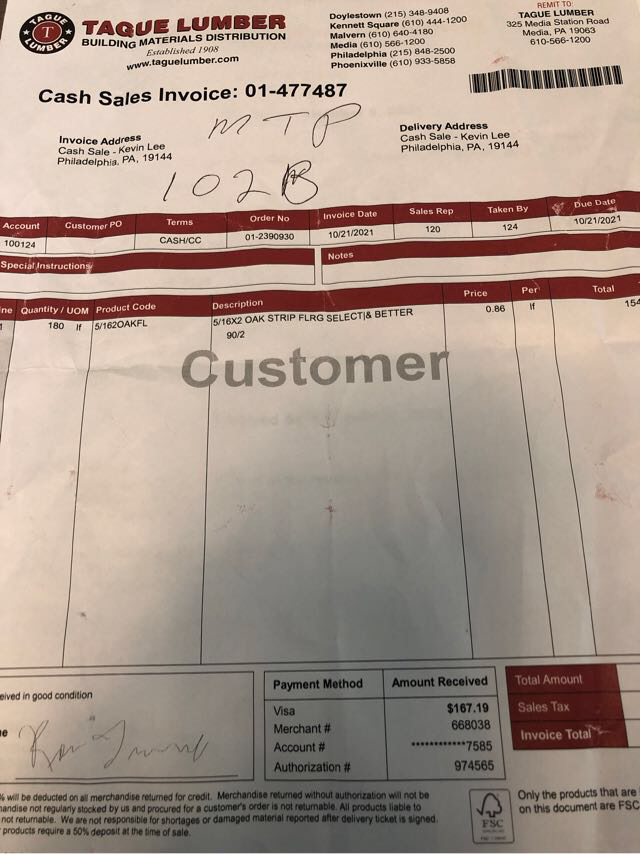 TAGUE LUMBER
T
TAGUE LUMBER
BUILDING MATERIALS DISTRIBUTION
Established 1908
www.taguelumber.com
Doylestown (215) 348-9408
Kennett Square (610) 444-1200
Malvern (610) 640-4180
Media (610) 566-1200
Philadelphia (215) 848-2500
Phoenixville (610) 933-5858
REMIT TO:
TAGUE LUMBER
325 Media Station Road
Media, PA 19063
610-566-1200
Cash Sales Invoice: 01-477487
MTP
102B
Invoice Address
Cash Sale - Kevin Lee
Philadelphia, PA, 19144
Delivery Address
Cash Sale - Kevin Lee
Philadelphia, PA, 19144
Account Customer PO Terms Order No Invoice Date Sales Rep Taken By Due Date
100124 CASH/CC 01-2390930 10/21/2021 120 124 10/21/2021
Special Instructions Notes
ine Quantity / UOM Product Code Description Price Per Total
1 180 lf 5/162OAKFL 5/16X2 OAK STRIP FLRG SELECT|& BETTER 0.86 lf 154
90/2
Customer
eived in good condition
e
Payment Method Amount Received
Visa $167.19
Merchant # 668038
Account # ************7585
Authorization # 974565
Total Amount
Sales Tax
Invoice Total
% will be deducted on all merchandise returned for credit. Merchandise returned without authorization will not be
handise not regularly stocked by us and procured for a customer's order is not returnable. All products liable to
not returnable. We are not responsible for shortages or damaged material reported after delivery ticket is signed.
products require a 50% deposit at the time of sale.
FSC
Only the products that are
on this document are FSC